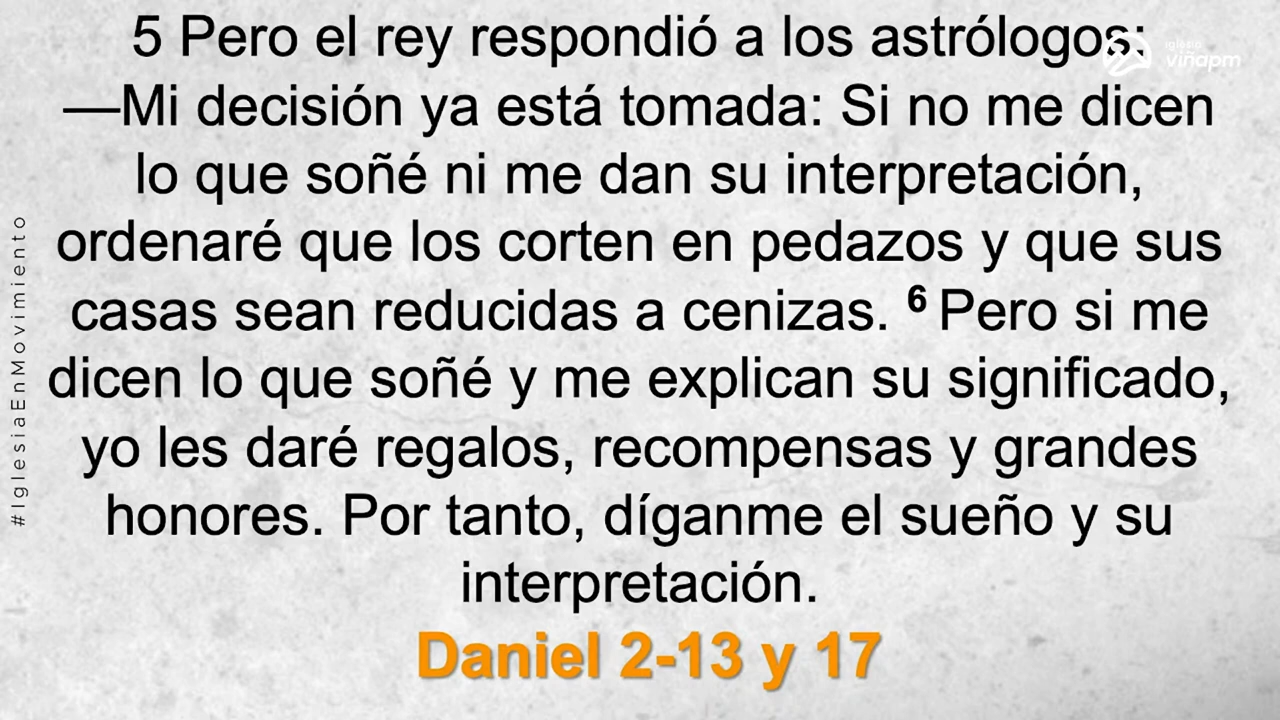 5 Pero el rey respondió a los astrólogos:
—Mi decisión ya está tomada: Si no me dicen
lo que soñé ni me dan su interpretación,
ordenaré que los corten en pedazos y que sus
casas sean reducidas a cenizas. ⁶ Pero si me
dicen lo que soñé y me explican su significado,
yo les daré regalos, recompensas y grandes
honores. Por tanto, díganme el sueño y su
interpretación.
Daniel 2-13 y 17
iglesia
viñapm
#IglesiaEnMovimiento